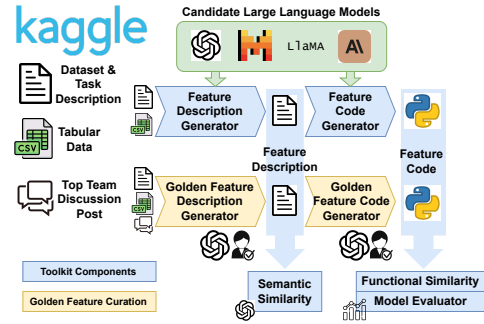 kaggle
Candidate Large Language Models
LlaMA
A\
Dataset &
Task
Description
Feature
Description
Generator
Feature
Code
Generator
CSV
CSV
Tabular
Data
Feature
Description
Feature
Code
Top Team
Discussion
Post
CSV
Golden Feature
Description
Generator
Golden
Feature Code
Generator
Toolkit Components
Golden Feature Curation
Semantic
Similarity
Functional Similarity
Model Evaluator